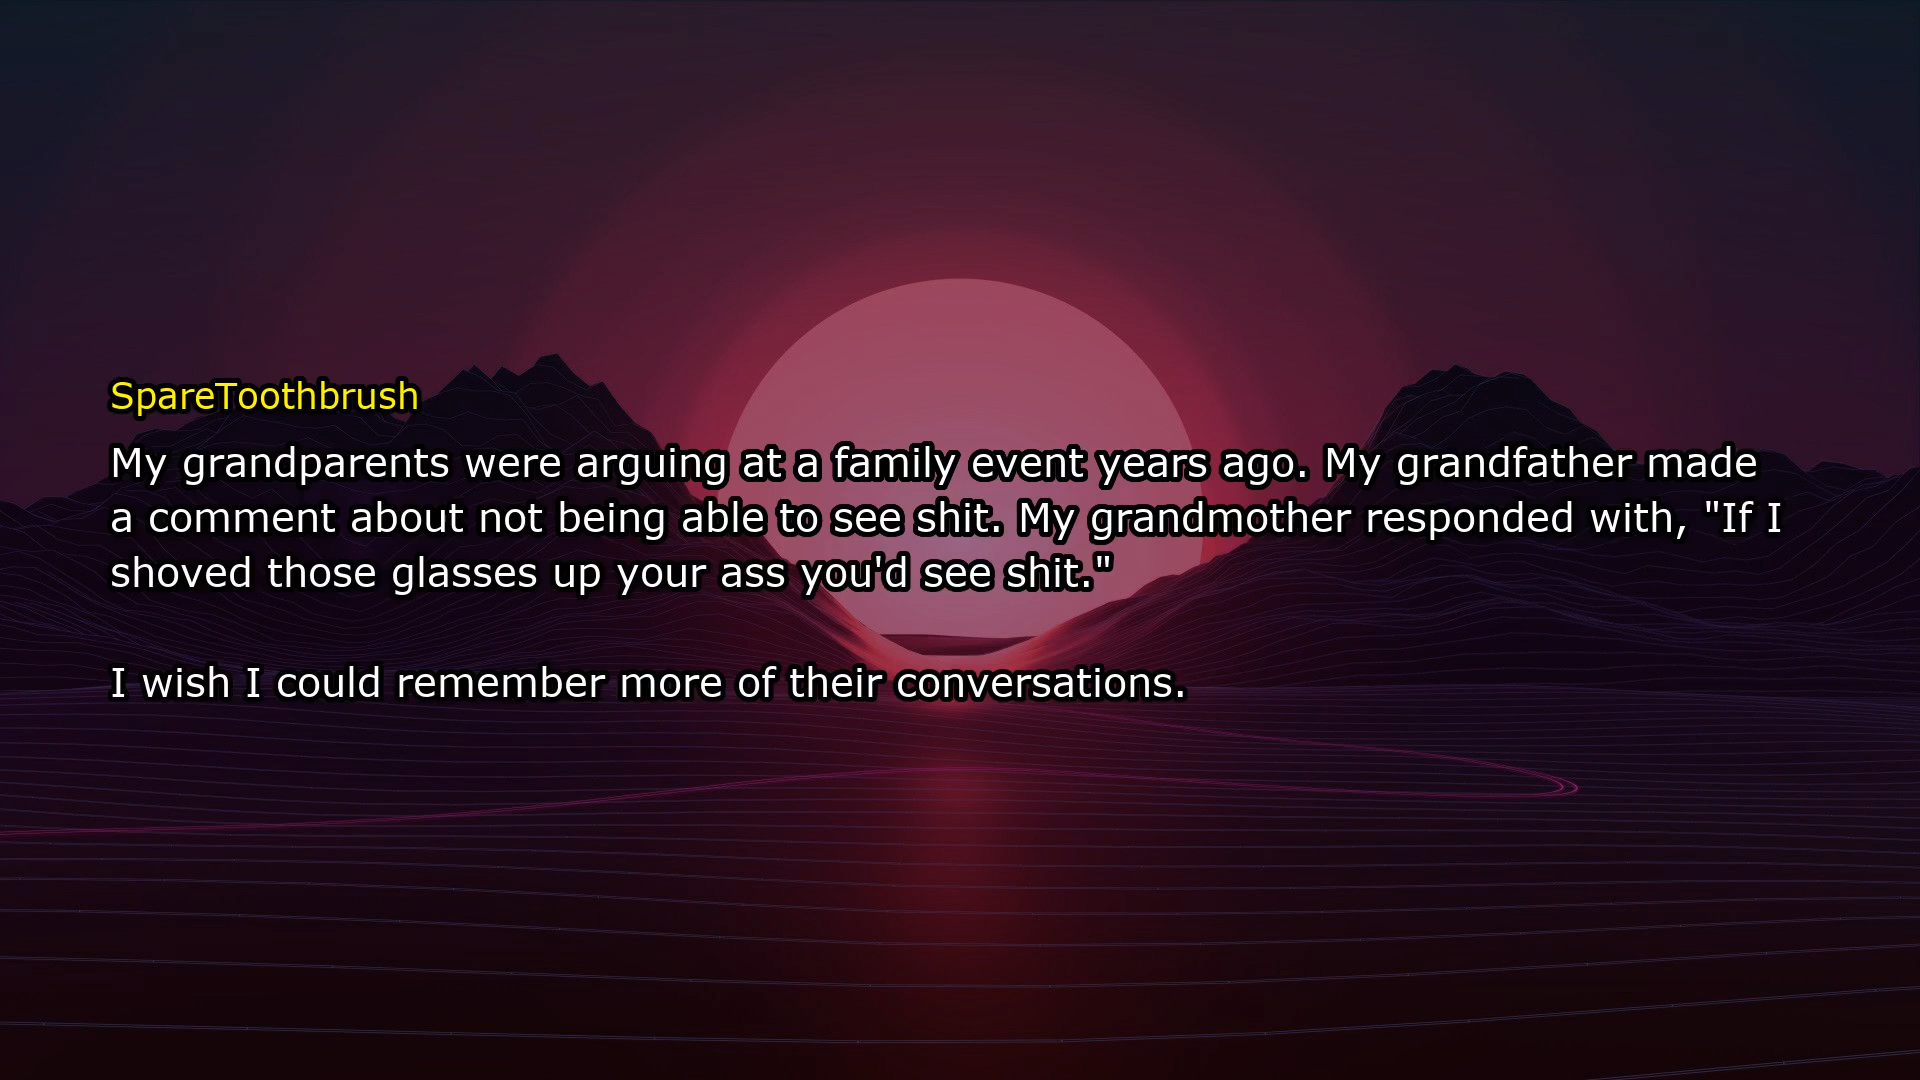 SpareToothbrush
My grandparents were arguing at a family event years ago. My grandfather made
a comment about not being able to see shit. My grandmother responded with, "If I
shoved those glasses up your ass you'd see shit."
I wish I could remember more of their conversations.